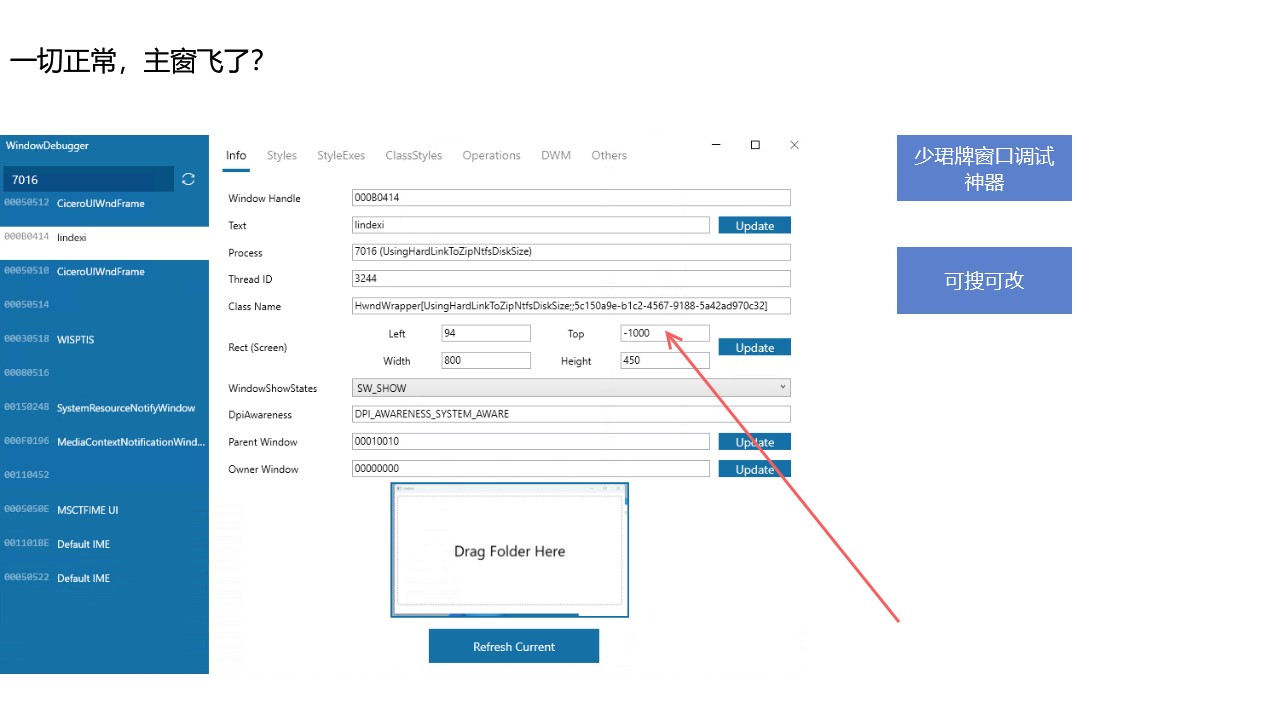 一切正常，主窗飞了？
WindowDebugger
7016
00050512 CiceroUIWndFrame
000B0414 lindexi
00050510 CiceroUIWndFrame
00050514
00030518 WISPTIS
00080516
00150248 SystemResourceNotifyWindow
000F0196 MediaContextNotificationWind...
00110452
0005050E MSCTFIME UI
001101BE Default IME
00050522 Default IME
Info Styles StyleExes ClassStyles Operations DWM Others
Window Handle 000B0414
Text lindexi Update
Process 7016 (UsingHardLinkToZipNtfsDiskSize)
Thread ID 3244
Class Name HwndWrapper[UsingHardLinkToZipNtfsDiskSize;;5c150a9e-b1c2-4567-9188-5a42ad970c32]
Rect (Screen) Left 94 Top -1000 Update
Width 800 Height 450
WindowShowStates SW_SHOW
DpiAwareness DPI_AWARENESS_SYSTEM_AWARE
Parent Window 00010010 Update
Owner Window 00000000 Update
Drag Folder Here
Refresh Current
少珺牌窗口调试
神器
可搜可改